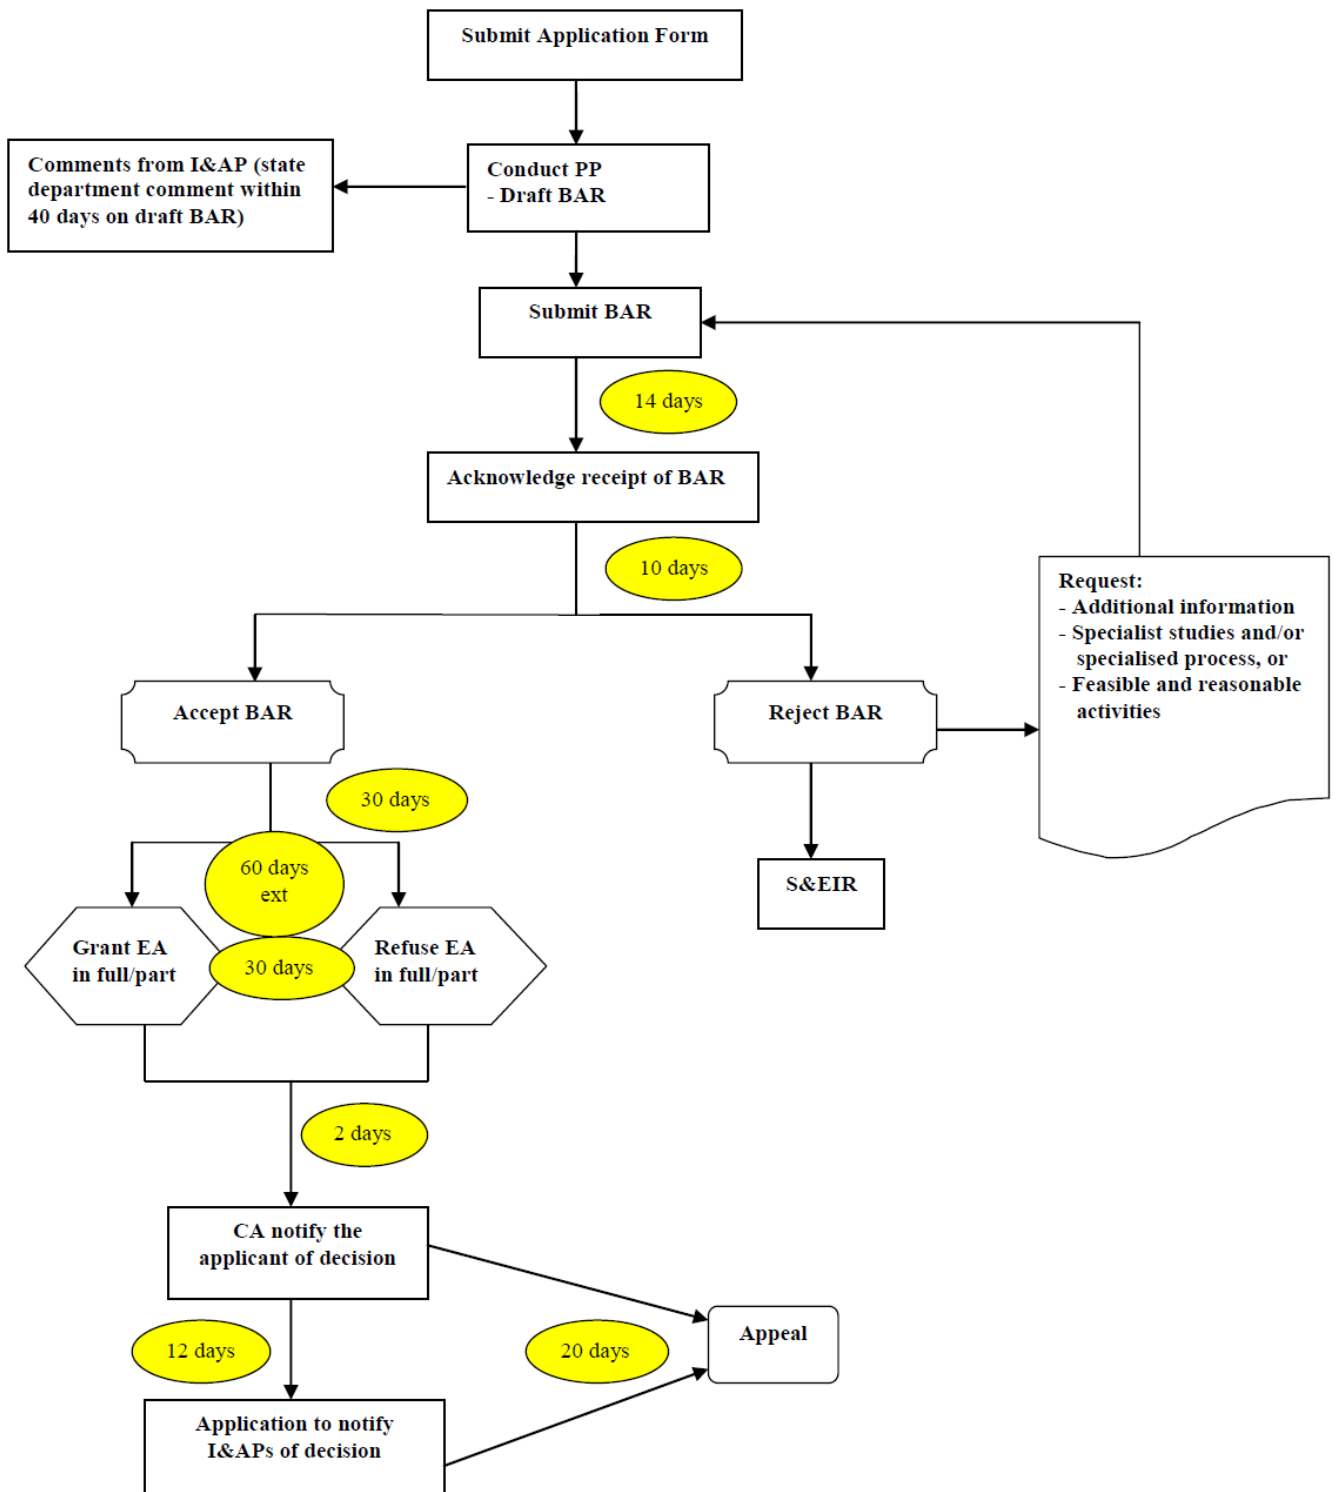 Submit Application Form
Comments from I&AP (state
department comment within
40 days on draft BAR)
Conduct PP
- Draft BAR
Submit BAR
14 days
Acknowledge receipt of BAR
10 days
Request:
- Additional information
- Specialist studies and/or
specialised process, or
- Feasible and reasonable
activities
Accept BAR
Reject BAR
30 days
60 days
ext
S&EIR
Grant EA
in full/part
30 days
Refuse EA
in full/part
2 days
CA notify the
applicant of decision
12 days
20 days
Appeal
Application to notify
I&APs of decision